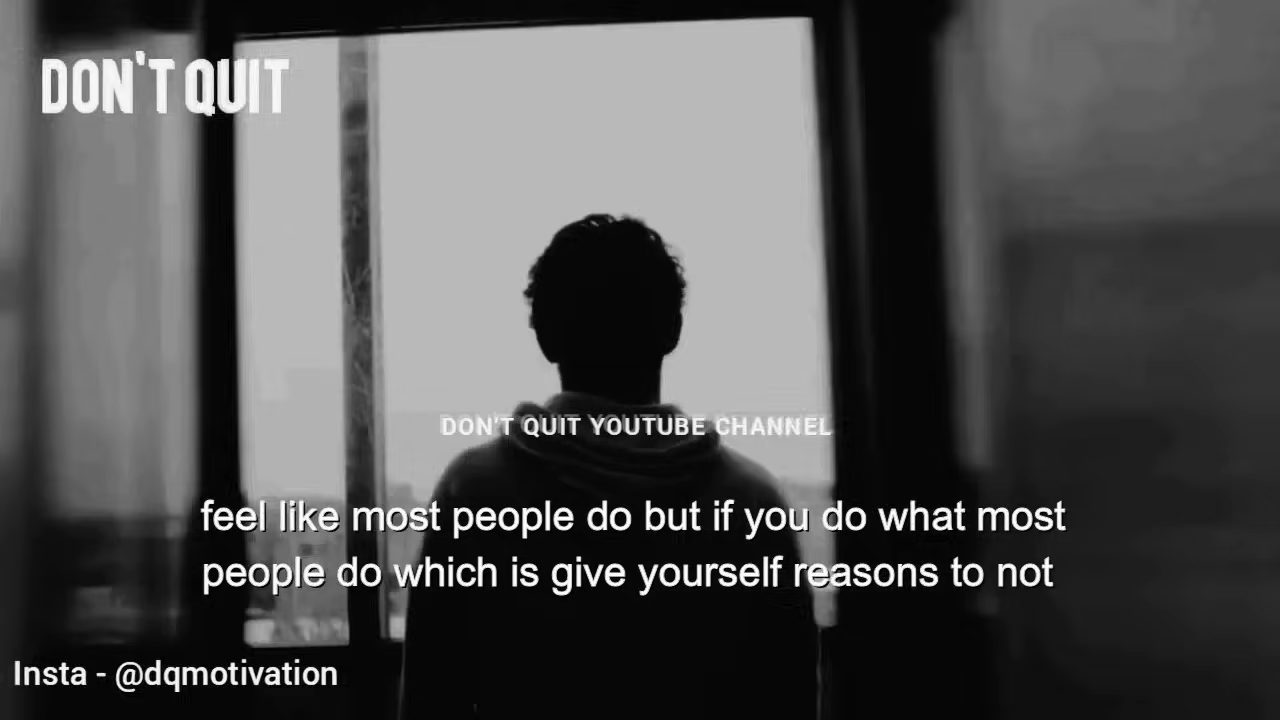 DON'T QUIT
DON'T QUIT YOUTUBE CHANNEL
feel like most people do but if you do what most
people do which is give yourself reasons to not
Insta - @dqmotivation